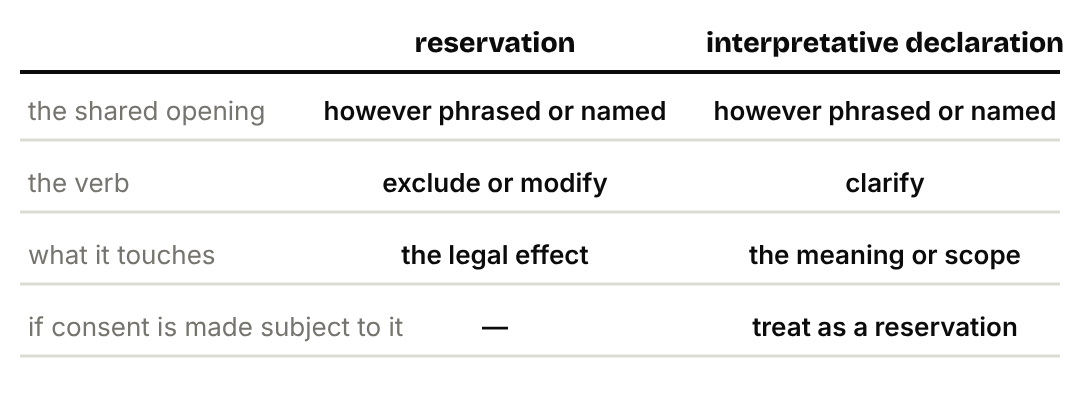 reservation interpretative declaration
the shared opening however phrased or named however phrased or named
the verb exclude or modify clarify
what it touches the legal effect the meaning or scope
if consent is made subject to it — treat as a reservation